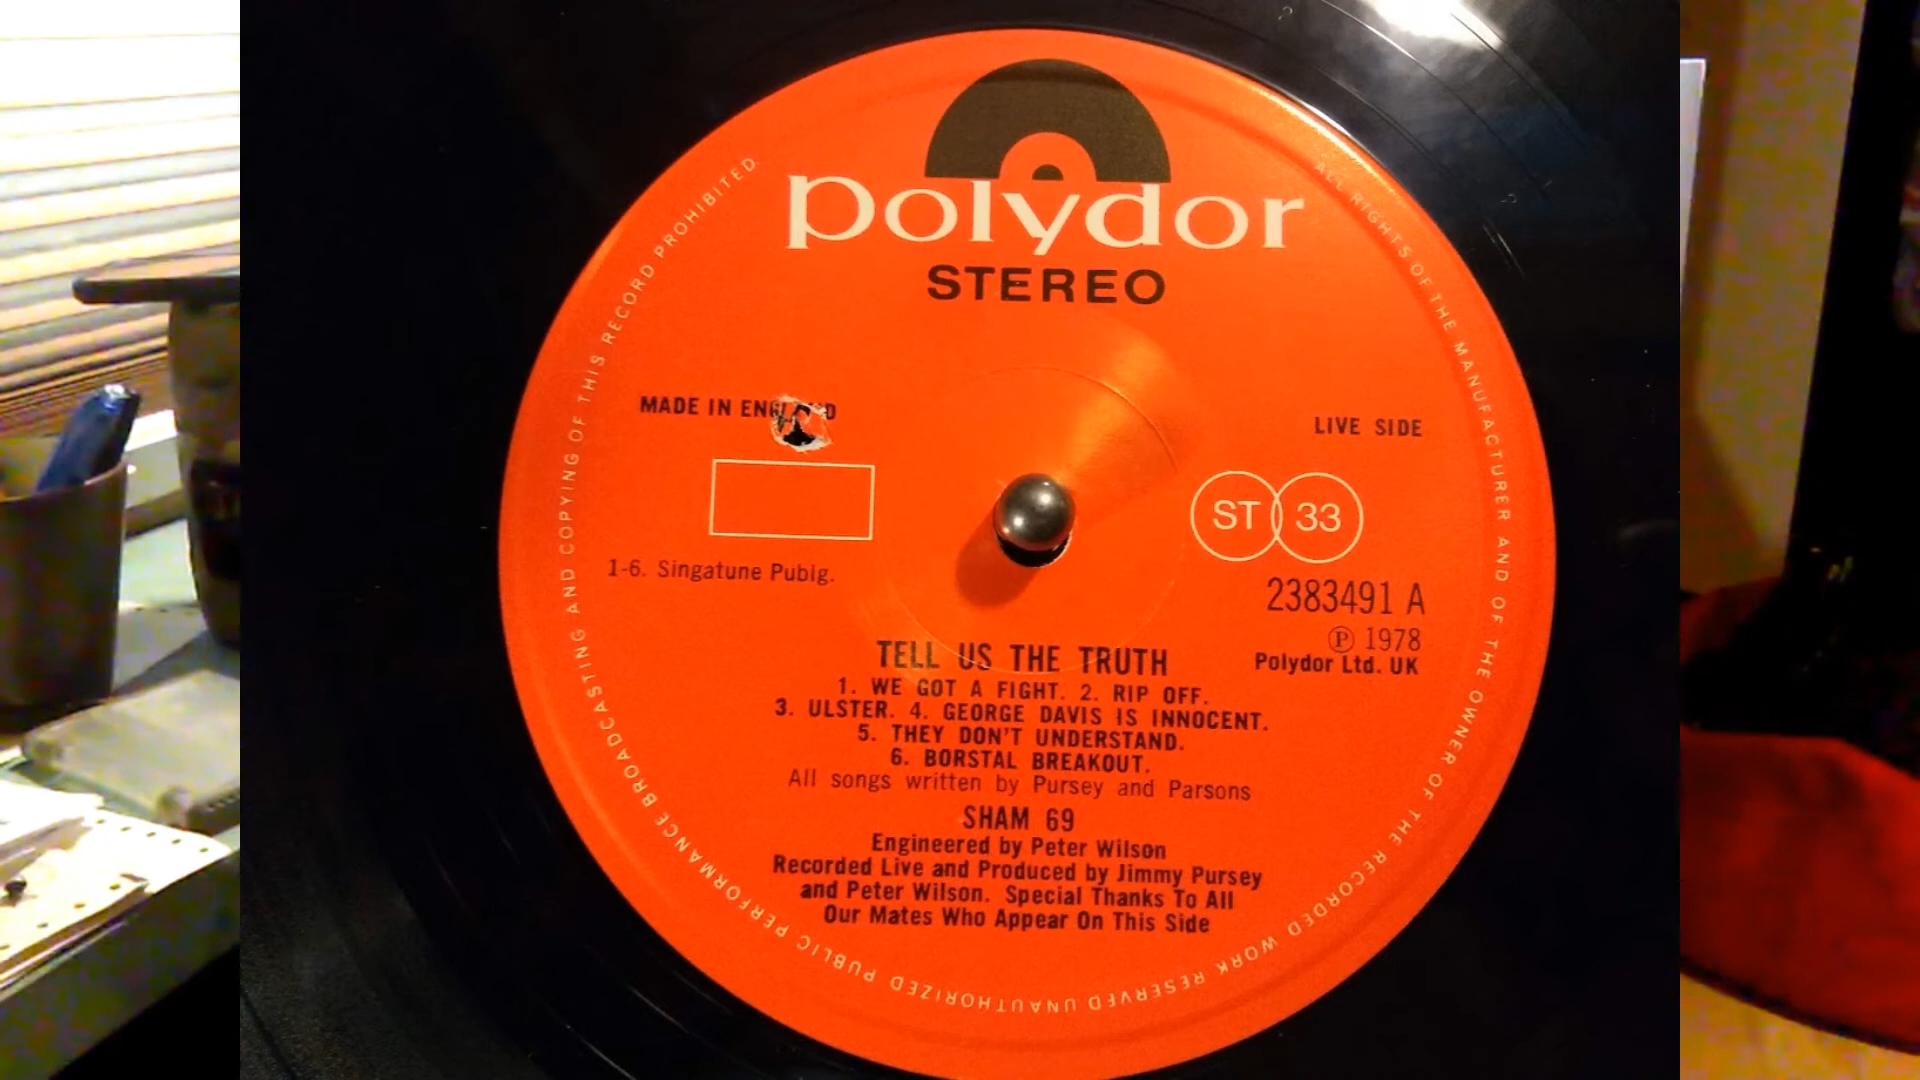 polydor
STEREO
MADE IN ENGLAND
LIVE SIDE
ST 33
1-6. Singatune Publg.
2383491 A
Ⓟ 1978
Polydor Ltd. UK
TELL US THE TRUTH
1. WE GOT A FIGHT. 2. RIP OFF.
3. ULSTER. 4. GEORGE DAVIS IS INNOCENT.
5. THEY DON'T UNDERSTAND.
6. BORSTAL BREAKOUT.
All songs written by Pursey and Parsons
SHAM 69
Engineered by Peter Wilson
Recorded Live and Produced by Jimmy Pursey
and Peter Wilson. Special Thanks To All
Our Mates Who Appear On This Side
ALL RIGHTS OF THE MANUFACTURER AND OF THE OWNER OF THE RECORDED WORK RESERVED UNAUTHORIZED PUBLIC PERFORMANCE BROADCASTING AND COPYING OF THIS RECORD PROHIBITED.